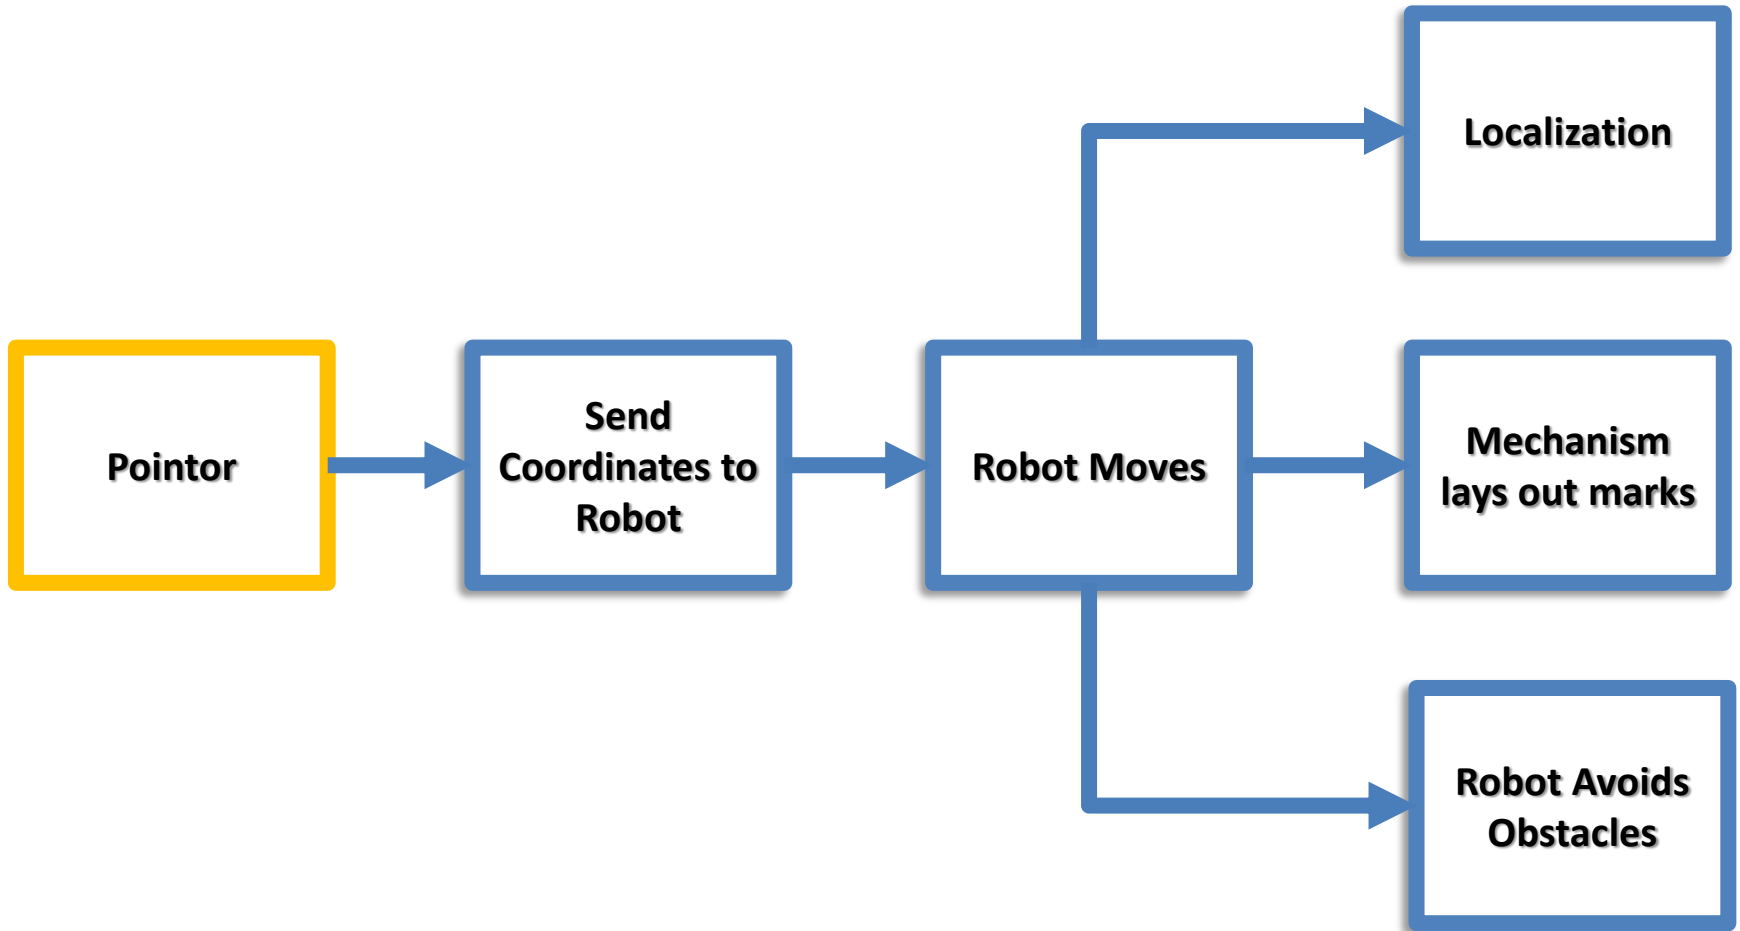 Localization
Pointor
Send
Coordinates to
Robot
Robot Moves
Mechanism
lays out marks
Robot Avoids
Obstacles